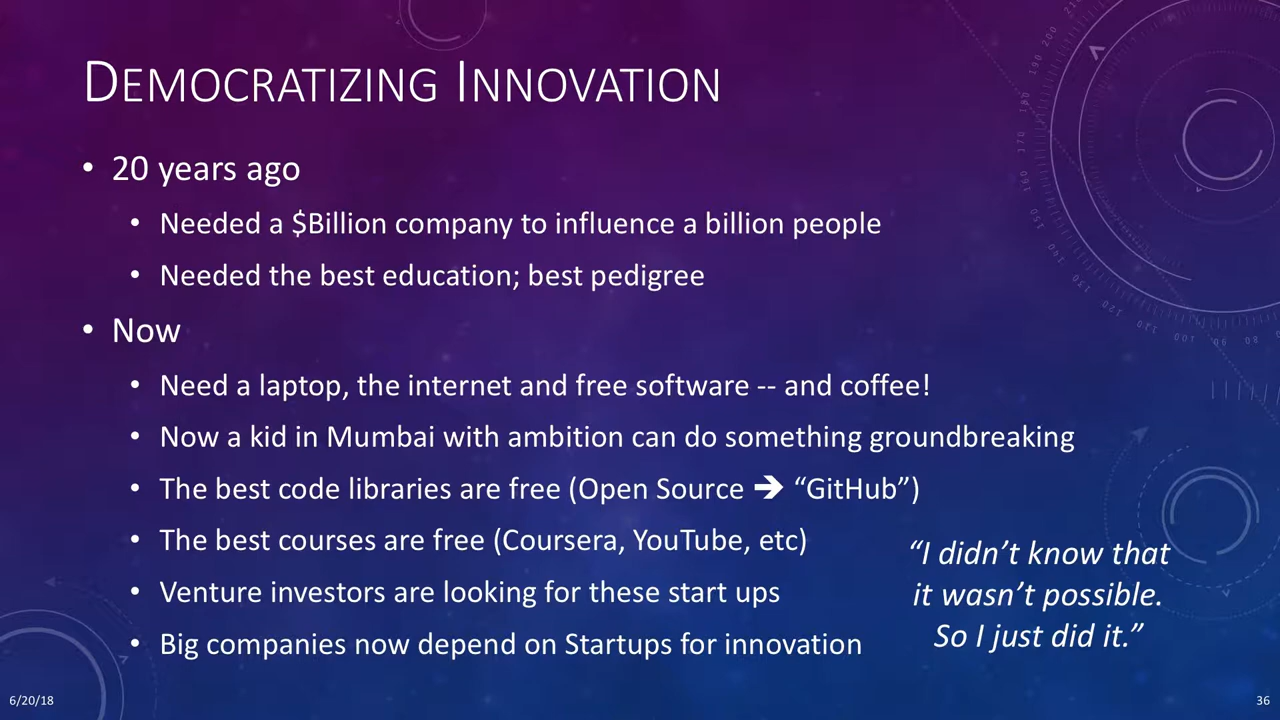 DEMOCRATIZING INNOVATION
• 20 years ago
• Needed a $Billion company to influence a billion people
• Needed the best education; best pedigree
• Now
• Need a laptop, the internet and free software -- and coffee!
• Now a kid in Mumbai with ambition can do something groundbreaking
• The best code libraries are free (Open Source ➔ “GitHub”)
• The best courses are free (Coursera, YouTube, etc)
• Venture investors are looking for these start ups
• Big companies now depend on Startups for innovation
“I didn’t know that
it wasn’t possible.
So I just did it.”
6/20/18
36